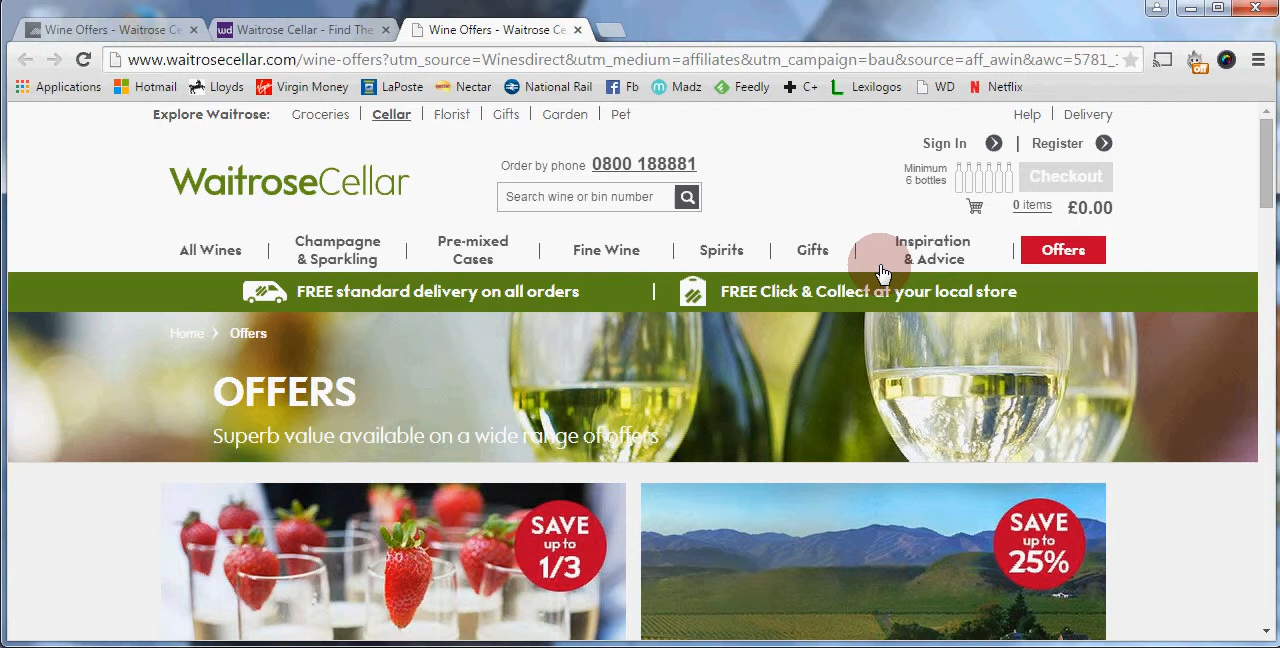 Wine Offers - Waitrose Ce
Waitrose Cellar - Find The
Wine Offers - Waitrose Ce
www.waitrosecellar.com/wine-offers?utm_source=Winedirect&utm_medium=affiliates&utm_campaign=bau&source=aff_awin&awc=5781_
Applications Hotmail Lloyds Virgin Money LaPoste Nectar National Rail Fb Madz Feedly C+ Lexilogos WD Netflix
Explore Waitrose: Groceries | Cellar | Florist | Gifts | Garden | Pet
Help | Delivery
Sign In | Register
WaitroseCellar
Order by phone 0800 188881
Search wine or bin number
Minimum
6 bottles
Checkout
0 items £0.00
All Wines | Champagne & Sparkling | Pre-mixed Cases | Fine Wine | Spirits | Gifts | Inspiration & Advice | Offers
FREE standard delivery on all orders | FREE Click & Collect at your local store
Home > Offers
OFFERS
Superb value available on a wide range of offers
SAVE
up to
1/3
SAVE
up to
25%